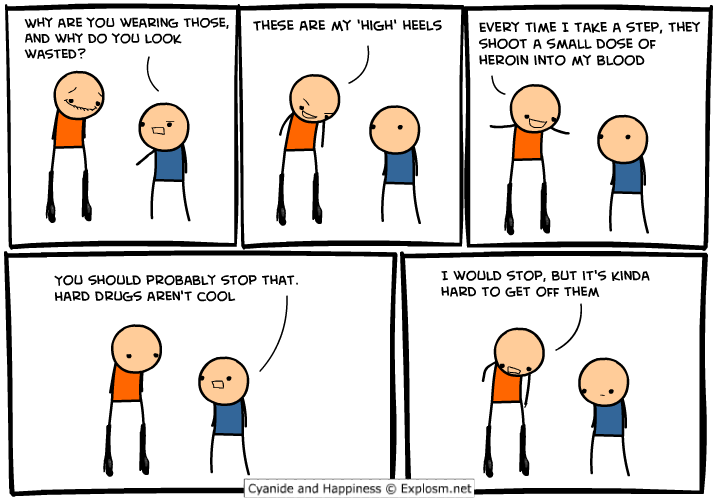 WHY ARE YOU WEARING THOSE,
AND WHY DO YOU LOOK
WASTED?
THESE ARE MY 'HIGH' HEELS
EVERY TIME I TAKE A STEP, THEY
SHOOT A SMALL DOSE OF
HEROIN INTO MY BLOOD
YOU SHOULD PROBABLY STOP THAT.
HARD DRUGS AREN'T COOL
I WOULD STOP, BUT IT'S KINDA
HARD TO GET OFF THEM
Cyanide and Happiness © Explosm.net